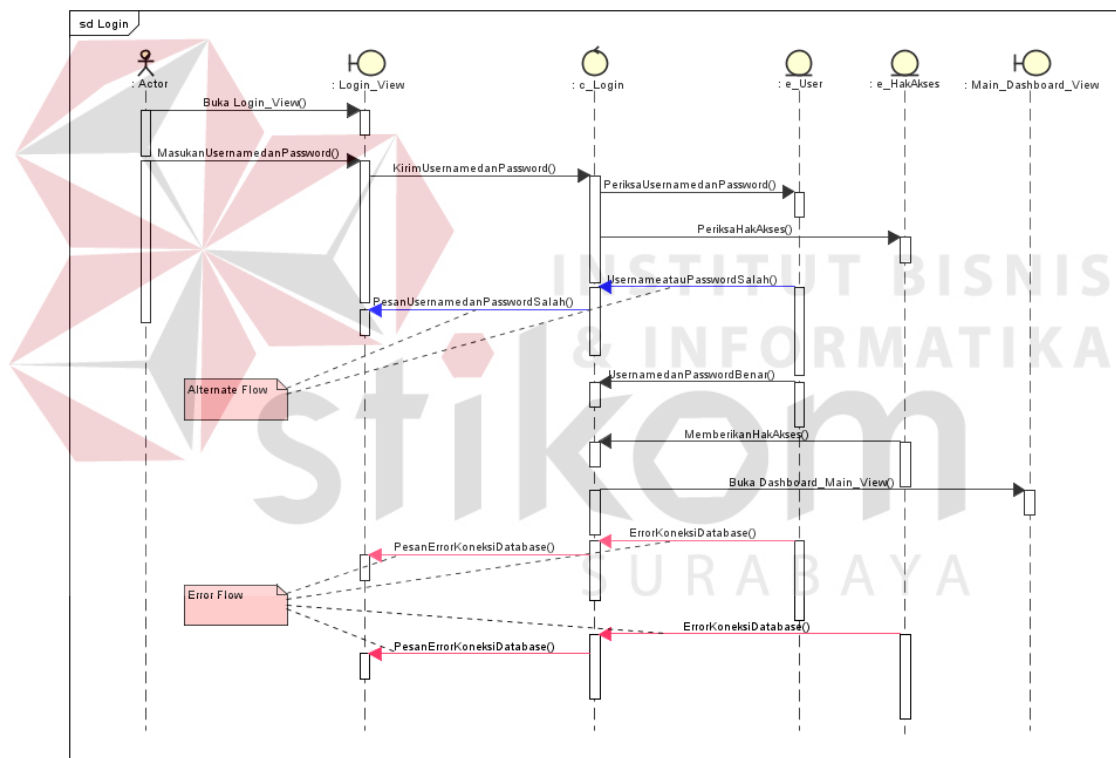 sd Login
: Actor
: Login_View
: c_Login
: e_User
: e_HakAkses
: Main_Dashboard_View
Buka Login_View()
MasukanUsernamedanPassword()
KirimUsernamedanPassword()
PeriksaUsernamedanPassword()
PeriksaHakAkses()
INSTITUT BISNIS
UsernameatauPasswordSalah()
PesanUsernamedanPasswordSalah()
& INFORMATIKA
Alternate Flow
UsernamedanPasswordBenar()
stikom
MemberikanHakAkses()
Buka Dashboard_Main_View()
ErrorKoneksiDatabase()
PesanErrorKoneksiDatabase()
SURABAYA
Error Flow
ErrorKoneksiDatabase()
PesanErrorKoneksiDatabase()